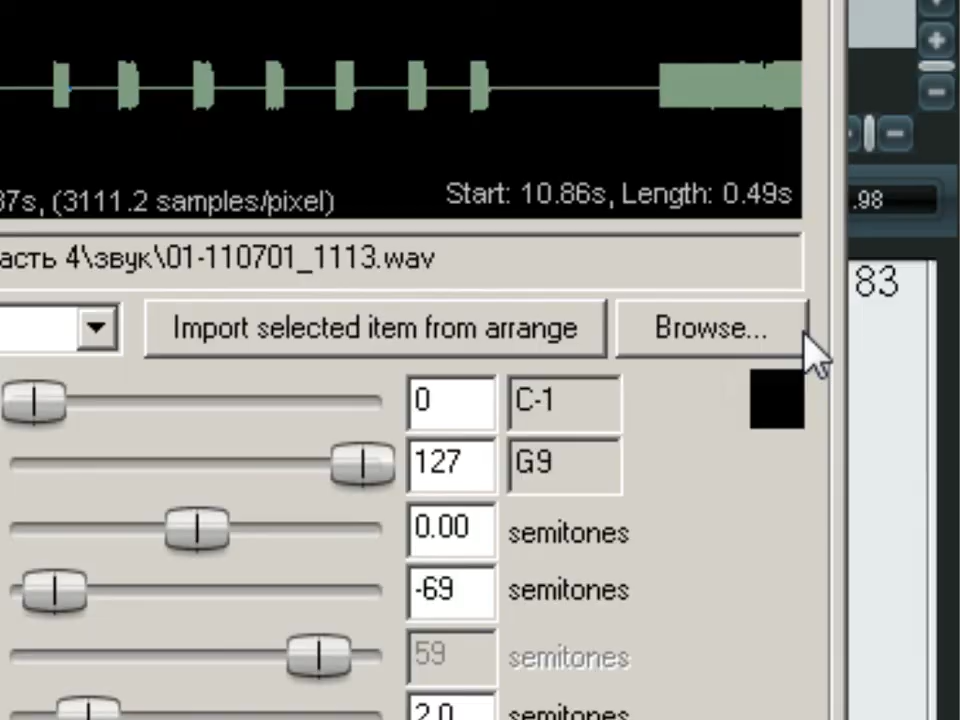 37s, (3111.2 samples/pixel)
Start: 10.86s, Length: 0.49s
.98
асть 4\звук\01-110701_1113.wav
83
Import selected item from arrange
Browse...
0
C-1
127
G9
0.00
semitones
-69
semitones
59
semitones
2.0
semitones